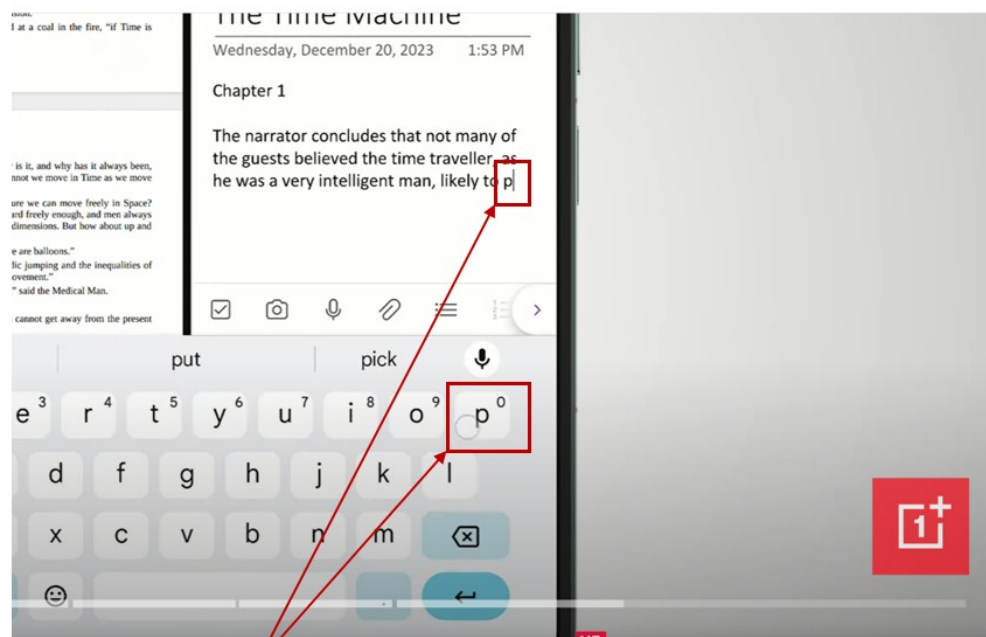 l at a coal in the fire, "if Time is
is it, and why has it always been,
nnot we move in Time as we move
ure we can move freely in Space?
rd freely enough, and men always
dimensions. But how about up and
e are balloons."
fic jumping and the inequalities of
ovement."
" said the Medical Man.
cannot get away from the present
The Time Machine
Wednesday, December 20, 2023 1:53 PM
Chapter 1
The narrator concludes that not many of
the guests believed the time traveller, as
he was a very intelligent man, likely to p
put pick
e 3 r 4 t 5 y 6 u 7 i 8 o 9 p 0
d f g h j k l
x c v b n m
.
1+